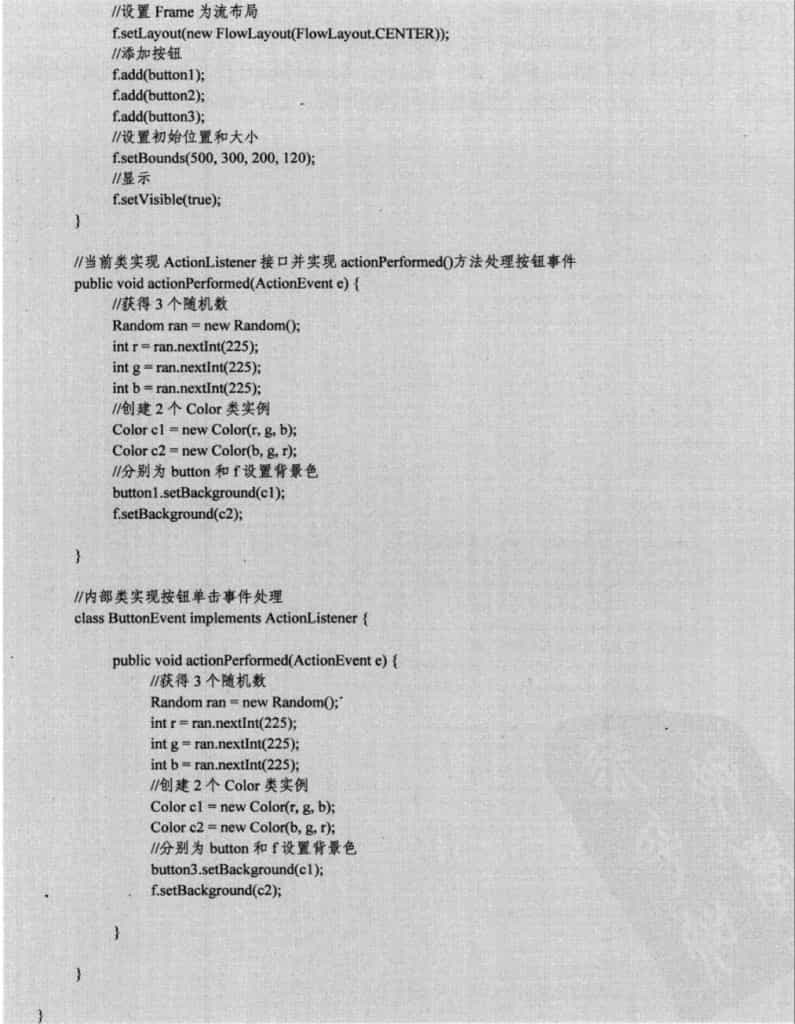 //设置 Frame 为流布局
f.setLayout(new FlowLayout(FlowLayout.CENTER));
//添加按钮
f.add(button1);
f.add(button2);
f.add(button3);
//设置初始位置和大小
f.setBounds(500, 300, 200, 120);
//显示
f.setVisible(true);
}
//当前类实现 ActionListener 接口并实现 actionPerformed()方法处理按钮事件
public void actionPerformed(ActionEvent e) {
//获得 3 个随机数
Random ran = new Random();
int r = ran.nextInt(225);
int g = ran.nextInt(225);
int b = ran.nextInt(225);
//创建 2 个 Color 类实例
Color c1 = new Color(r, g, b);
Color c2 = new Color(b, g, r);
//分别为 button 和 f 设置背景色
button1.setBackground(c1);
f.setBackground(c2);
}
//内部类实现按钮单击事件处理
class ButtonEvent implements ActionListener {
public void actionPerformed(ActionEvent e) {
//获得 3 个随机数
Random ran = new Random();
int r = ran.nextInt(225);
int g = ran.nextInt(225);
int b = ran.nextInt(225);
//创建 2 个 Color 类实例
Color c1 = new Color(r, g, b);
Color c2 = new Color(b, g, r);
//分别为 button 和 f 设置背景色
button3.setBackground(c1);
f.setBackground(c2);
}
}
}